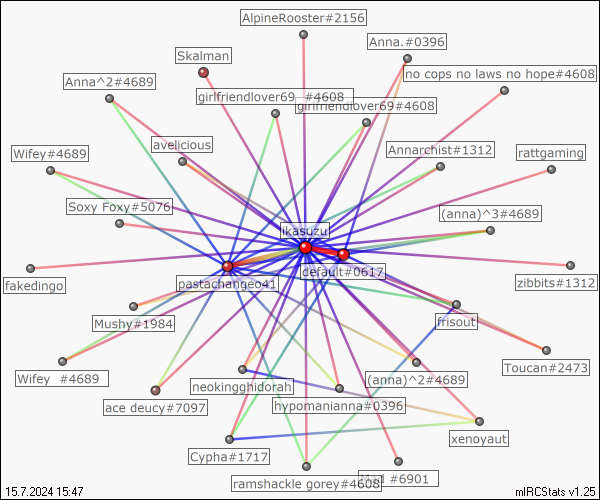 AlpineRooster#2156
Anna.#0396
Skalman
no cops no laws no hope#4608
Anna^2#4689
girlfriendlover69 #4608
girlfriendlover69#4608
avelicious
Annarchist#1312
rattgaming
Wifey#4689
Soxy Foxy#5076
(anna)^3#4689
likasuzu
default#0617
pastachangeo41
fakedingo
zibbits#1312
Mushy#1984
frisout
Toucan#2473
Wifey #4689
(anna)^2#4689
neokingghidorah
ace deucy#7097
hypomanianna#0396
xenoyaut
Cypha#1717
ramshackle gorey#4608
#6901
15.7.2024 15:47
mIRCStats v1.25